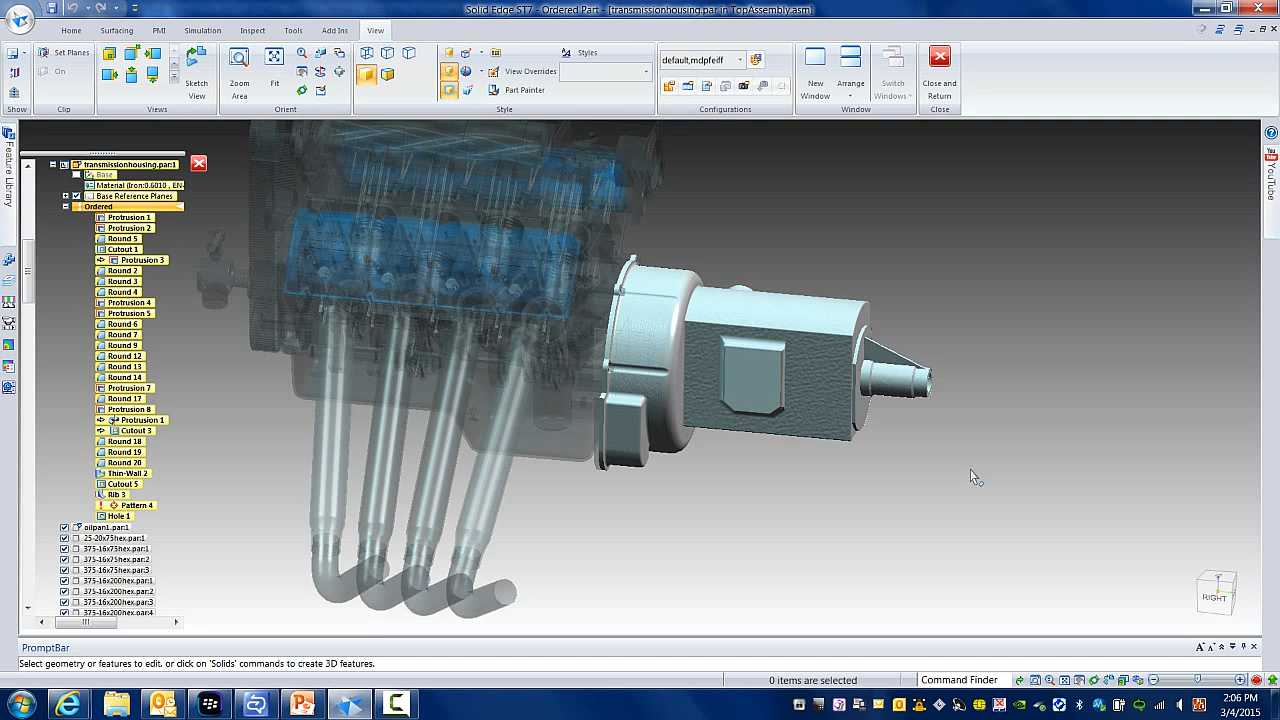 Solid Edge ST7 - Ordered Part - [transmissionhousing.par in TopAssembly.asm]
Home Surfacing PMI Simulation Inspect Tools Add Ins View
Set Planes
On
Show
Clip
Sketch
View
Views
Zoom
Area
Fit
Orient
Styles
View Overrides
Part Painter
Style
default,mdpfeiff
Configurations
New
Window
Arrange
Switch
Windows
Window
Close and
Return
Close
Feature Library
You
Tube
YouTube
transmissionhousing.par:1
Base
Material (Iron:0.6010 , EN-
Base Reference Planes
Ordered
Protrusion 1
Protrusion 2
Round 5
Cutout 1
Protrusion 3
Round 2
Round 3
Round 4
Protrusion 4
Protrusion 5
Round 6
Round 7
Round 9
Round 12
Round 13
Round 14
Protrusion 7
Round 17
Protrusion 8
Protrusion 1
Cutout 3
Round 18
Round 19
Round 20
Thin-Wall 2
Cutout 5
Rib 3
Pattern 4
Hole 1
oilpan1.par:1
25-20x75hex.par:1
375-16x75hex.par:1
375-16x75hex.par:2
375-16x75hex.par:3
375-16x200hex.par:1
375-16x200hex.par:2
375-16x200hex.par:3
375-16x200hex.par:4
RIGHT
PromptBar
Select geometry or features to edit, or click on 'Solids' commands to create 3D features.
0 items are selected
Command Finder
2:06 PM
3/4/2015